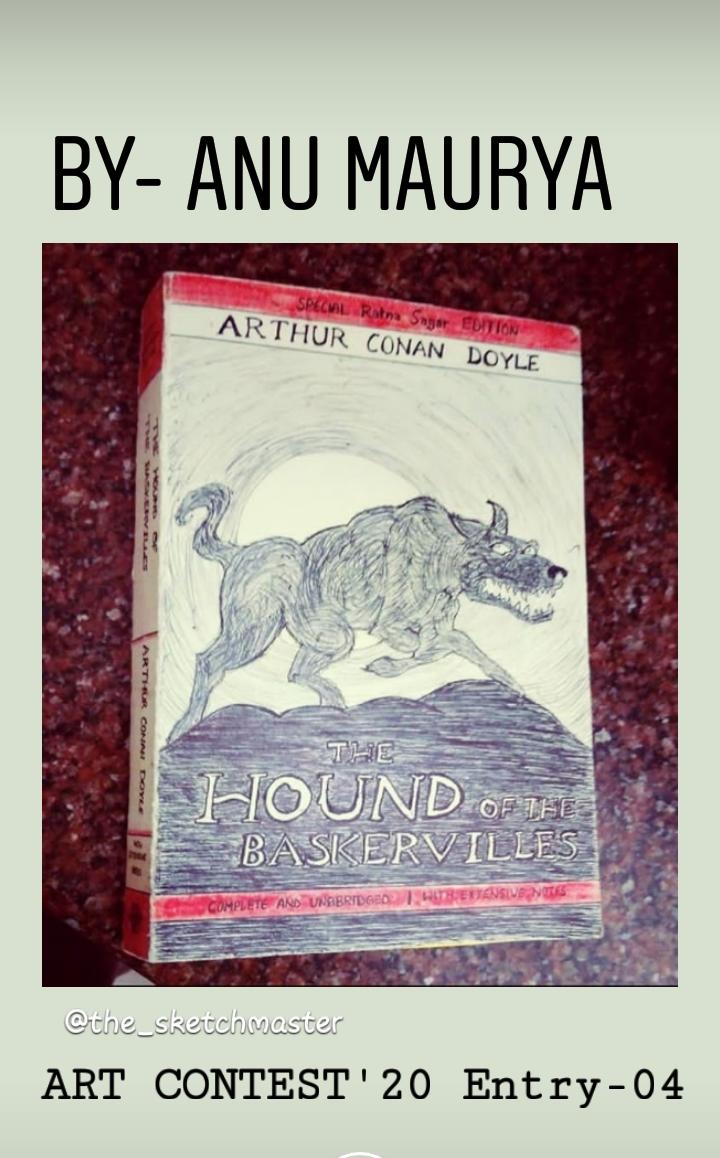 BY- ANU MAURYA
SPECIAL Ratna Sagar EDITION
ARTHUR CONAN DOYLE
THE HOUND OF
THE BASKERVILLES
ARTHUR CONAN DOYLE
THE
HOUND OF THE
BASKERVILLES
COMPLETE AND UNABRIDGED | WITH EXTENSIVE NOTES
@the_sketchmaster
ART CONTEST'20 Entry-04